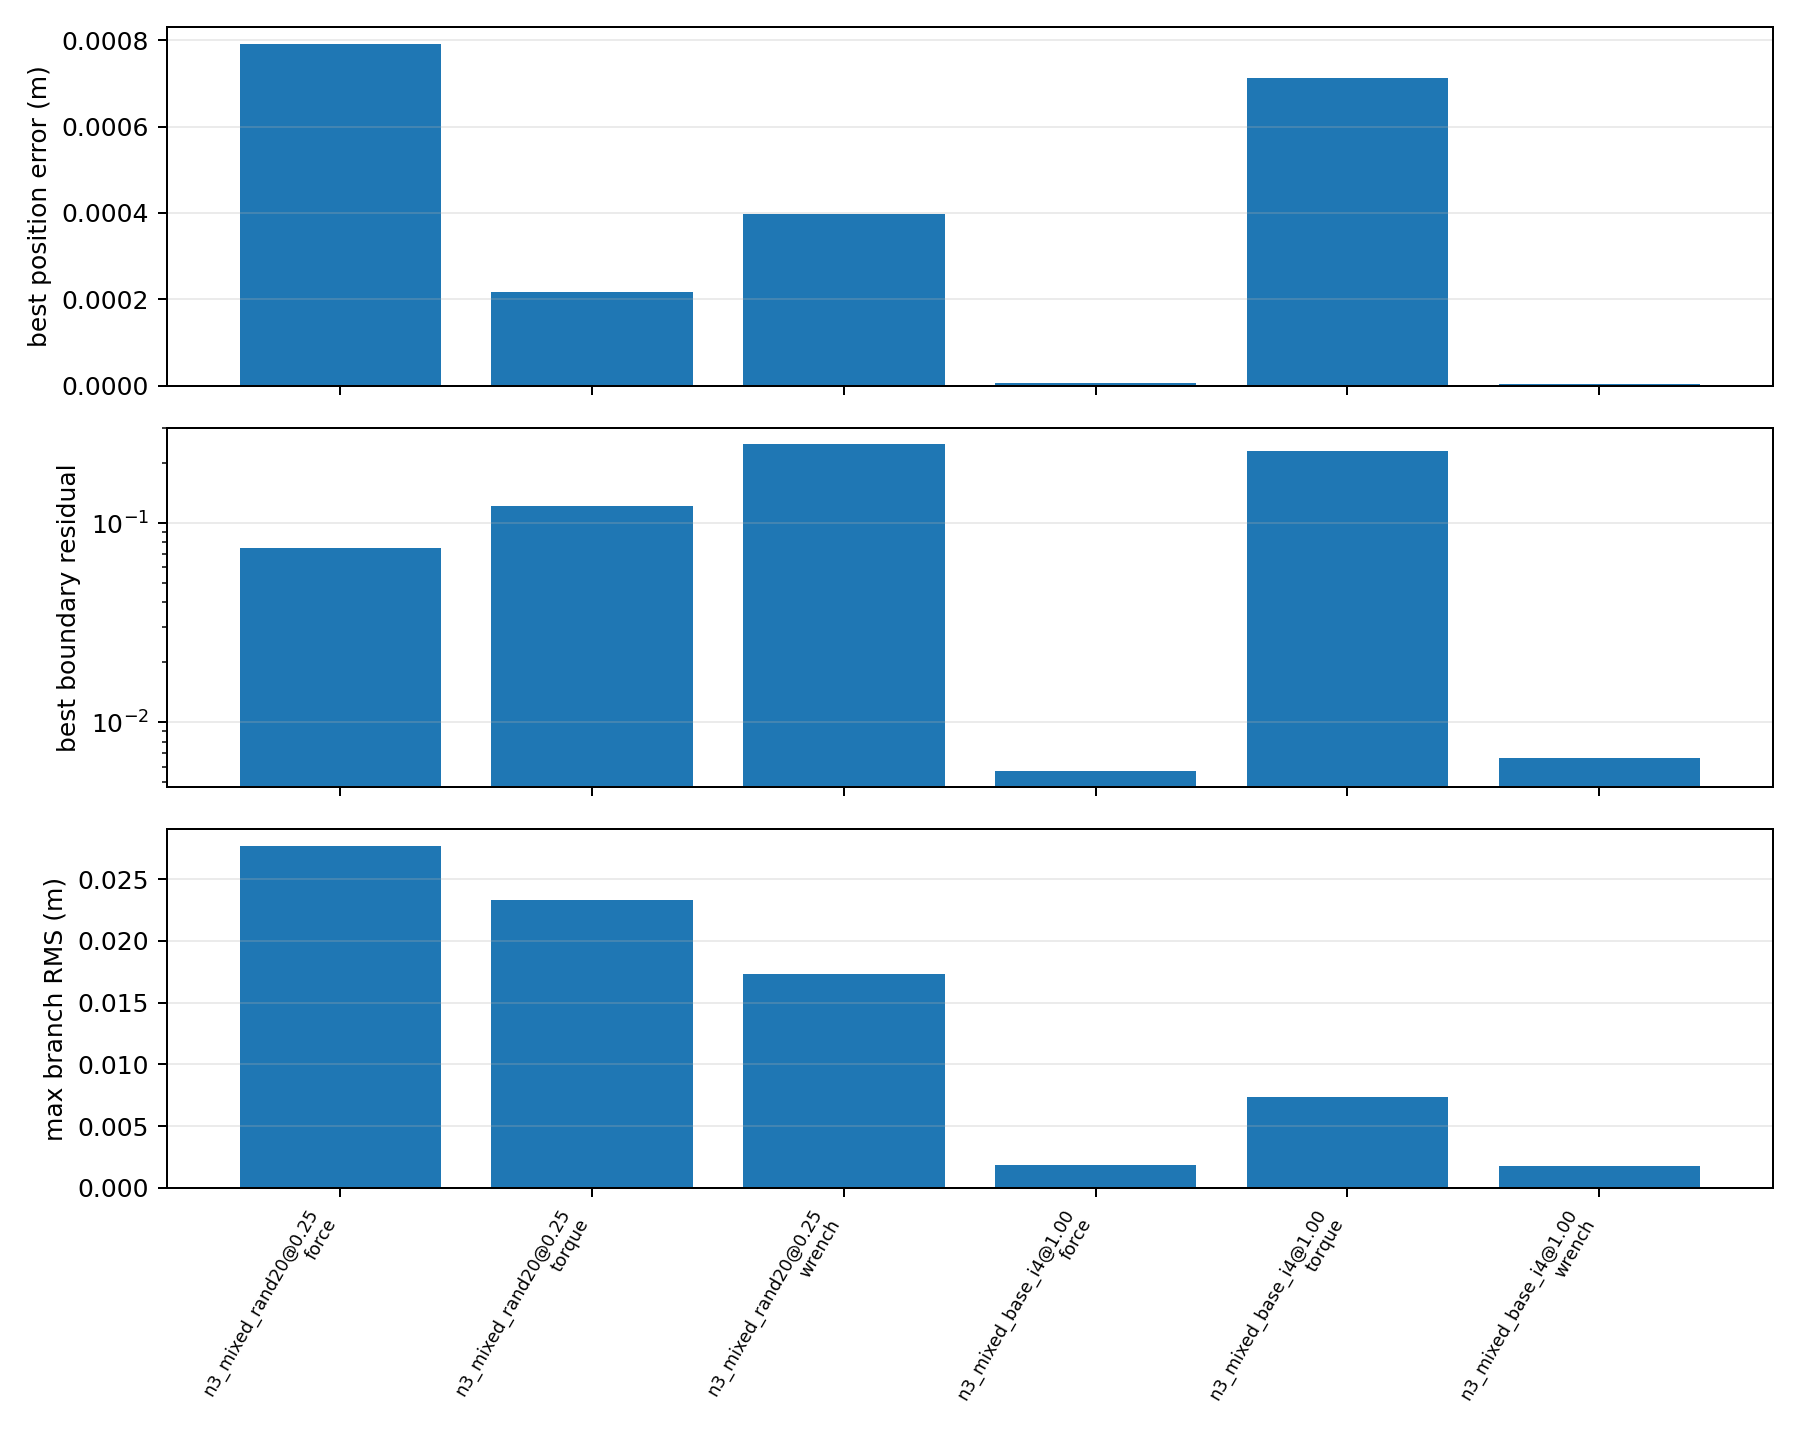 best position error (m)
0.0008
0.0006
0.0004
0.0002
0.0000
best boundary residual
10⁻¹
10⁻²
max branch RMS (m)
0.025
0.020
0.015
0.010
0.005
0.000
n3_mixed_rand20@0.25
force
n3_mixed_rand20@0.25
torque
n3_mixed_rand20@0.25
wrench
n3_mixed_base_i4@1.00
force
n3_mixed_base_i4@1.00
torque
n3_mixed_base_i4@1.00
wrench